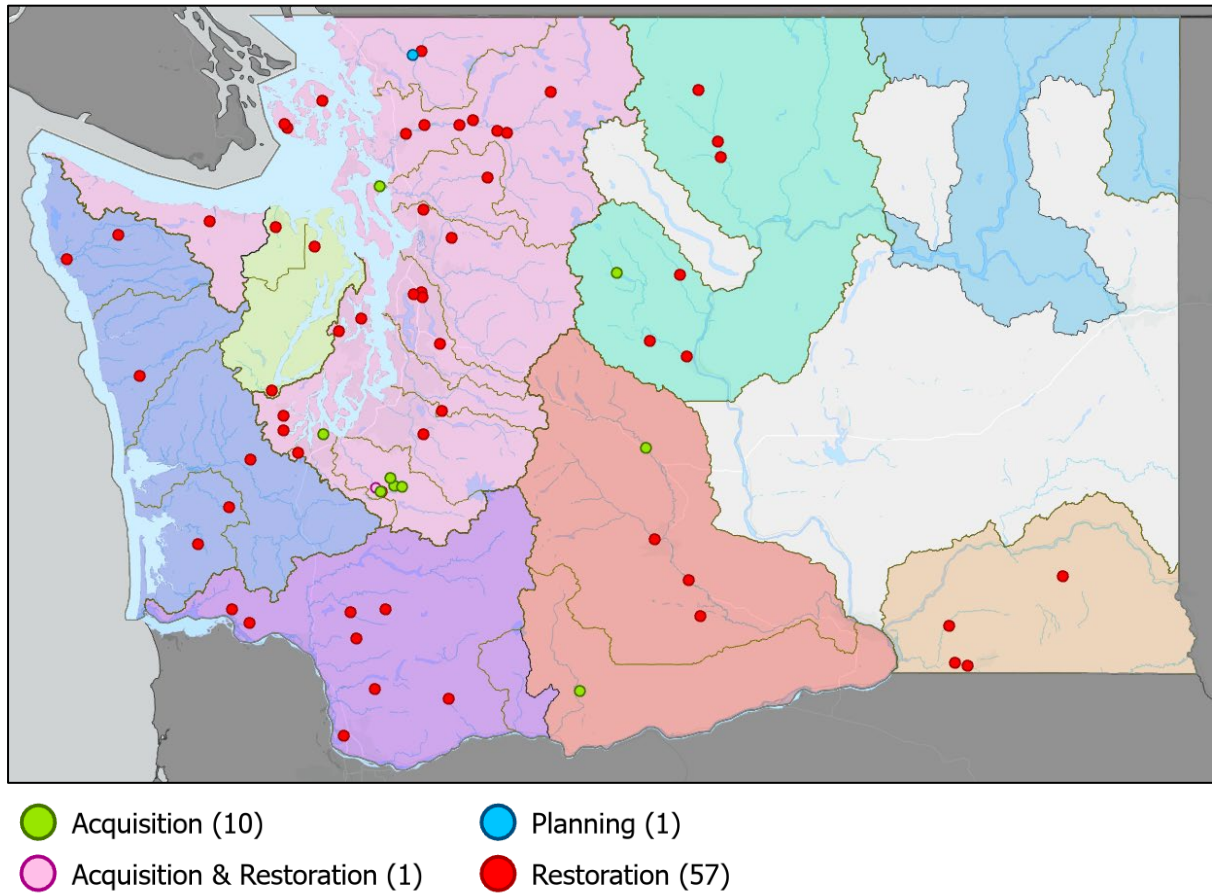 Acquisition (10)
Planning (1)
Acquisition & Restoration (1)
Restoration (57)